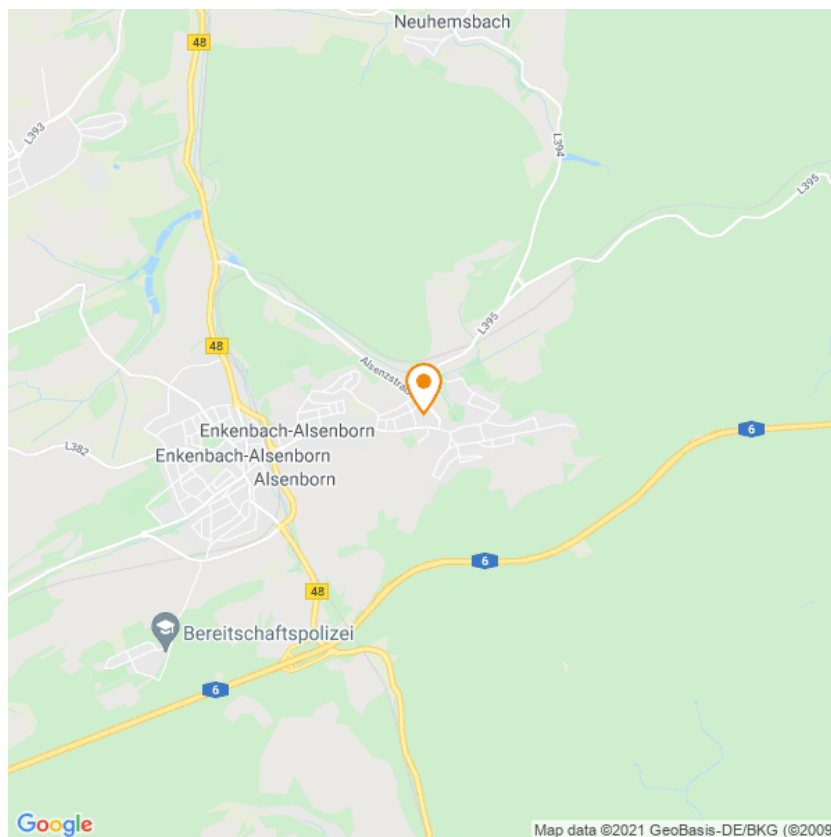 Neuhemsbach
48
L393
L394
L395
48
L395
Alsenzstraß
6
Enkenbach-Alsenborn
L382
Enkenbach-Alsenborn
Alsenborn
6
48
Bereitschaftspolizei
6
Google
Map data ©2021 GeoBasis-DE/BKG (©2009